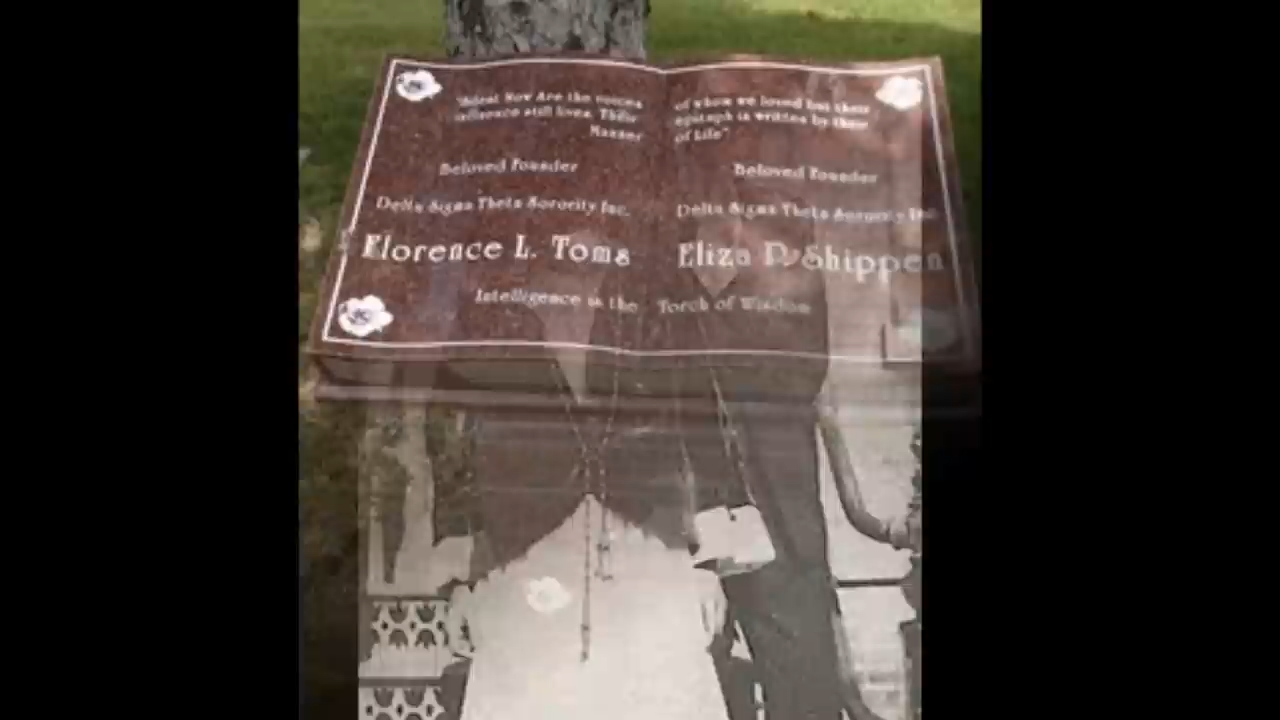 "Silent Now Are the voices of whom we loved but their
influence still lives. Their epitaph is written by their
Manner of Life"
Beloved Founder
Delta Sigma Theta Sorority Inc.
Florence L. Toms
Beloved Founder
Delta Sigma Theta Sorority Inc.
Eliza P. Shippen
Intelligence is the Torch of Wisdom